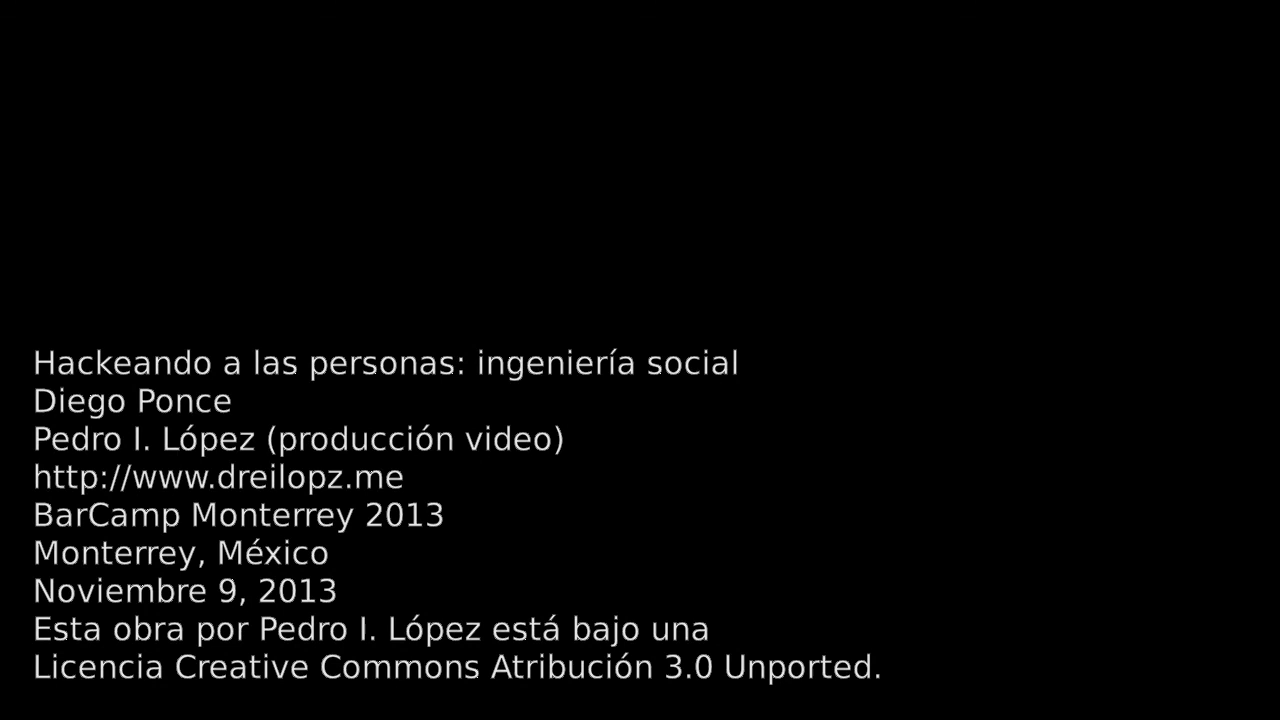 Hackeando a las personas: ingeniería social
Diego Ponce
Pedro I. López (producción video)
http://www.dreilopz.me
BarCamp Monterrey 2013
Monterrey, México
Noviembre 9, 2013
Esta obra por Pedro I. López está bajo una
Licencia Creative Commons Atribución 3.0 Unported.